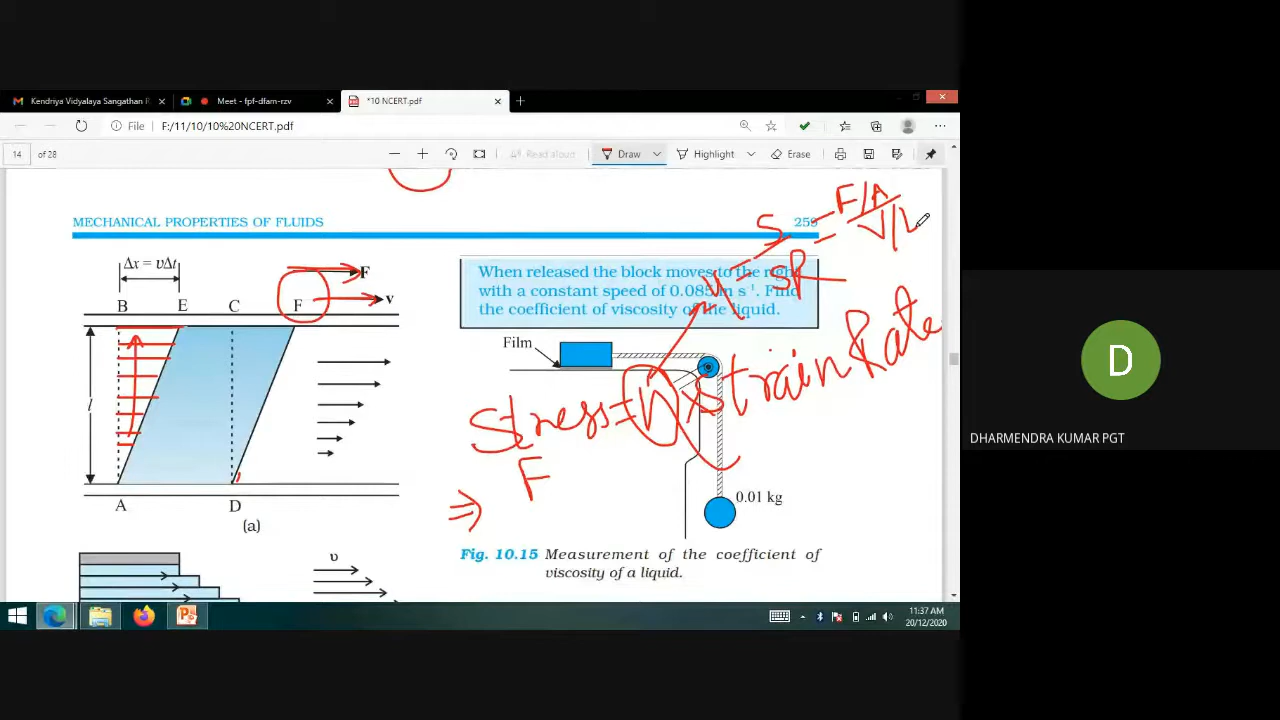 Kendriya Vidyalaya Sangathan
Meet - fpf-dfam-rzv
*10 NCERT.pdf
File
F:/11/10/10%20NCERT.pdf
14
of 28
Read aloud
Draw
Highlight
Erase
MECHANICAL PROPERTIES OF FLUIDS
259
Δx = υΔt
B
E
C
F
F
v
l
A
D
(a)
υ
When released the block moves to the right
with a constant speed of 0.085 m s⁻¹. Find
the coefficient of viscosity of the liquid.
Film
0.01 kg
Fig. 10.15 Measurement of the coefficient of
viscosity of a liquid.
η = S/SR = F/A
Stress = η × Strain Rate
⇒ F
11:37 AM
20/12/2020
D
DHARMENDRA KUMAR PGT